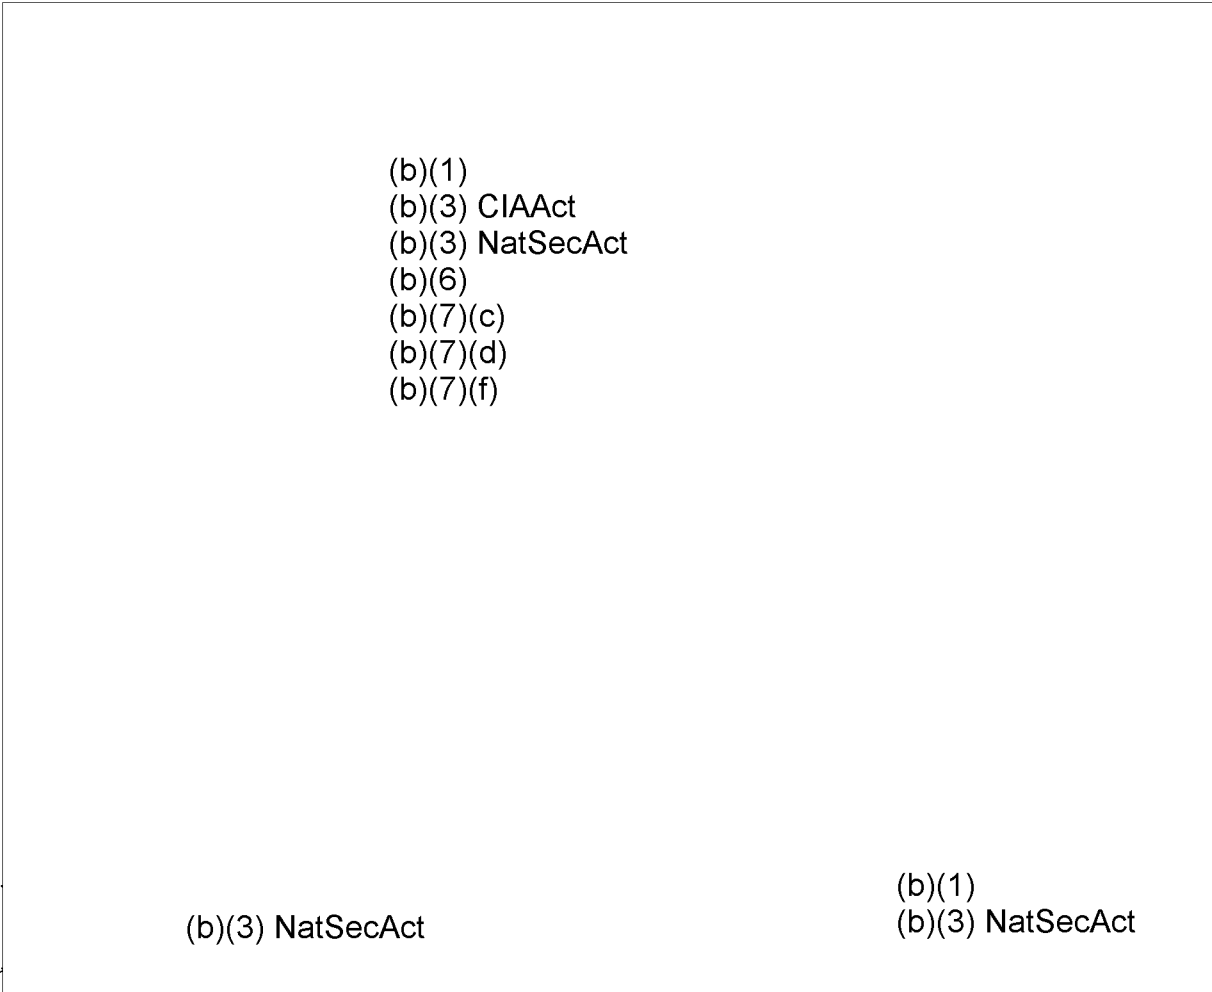 (b)(1)
(b)(3) CIAAct
(b)(3) NatSecAct
(b)(6)
(b)(7)(c)
(b)(7)(d)
(b)(7)(f)
(b)(1)
(b)(3) NatSecAct
(b)(3) NatSecAct